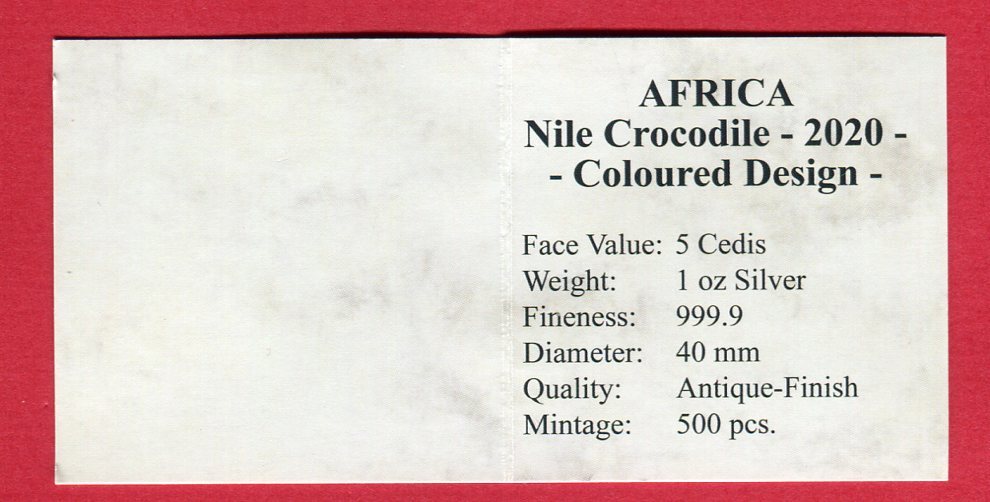 AFRICA
Nile Crocodile - 2020 -
- Coloured Design -
Face Value: 5 Cedis
Weight: 1 oz Silver
Fineness: 999.9
Diameter: 40 mm
Quality: Antique-Finish
Mintage: 500 pcs.